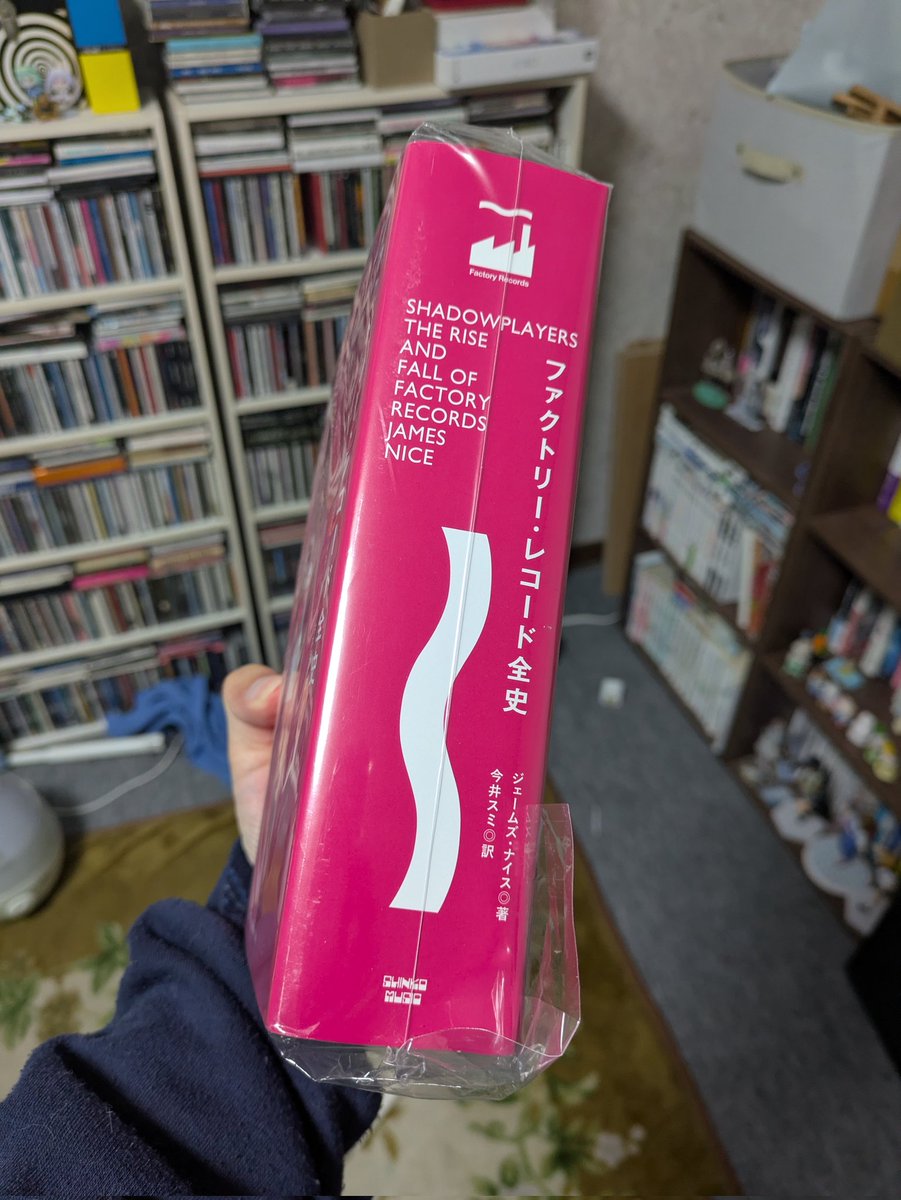 Factory Records
SHADOWPLAYERS
THE RISE
AND
FALL OF
FACTORY
RECORDS
JAMES
NICE
ファクトリー・レコード全史
ジェームズ・ナイス◎著
今井スミ◎訳
SHINKO
MUSIC